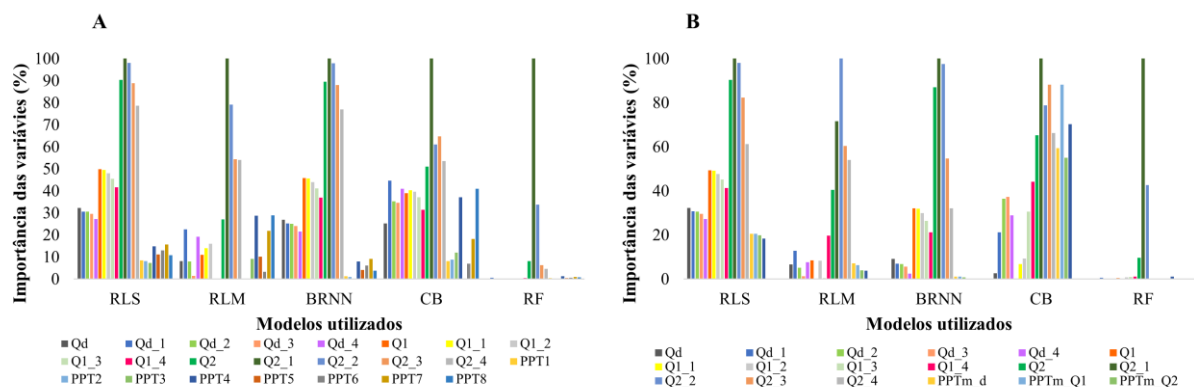 A
B
Importância das variávies (%)
100
90
80
70
60
50
40
30
20
10
0
RLS RLM BRNN CB RF
Modelos utilizados
Qd Qd_1 Qd_2 Qd_3 Qd_4 Q1 Q1_1 Q1_2
Q1_3 Q1_4 Q2 Q2_1 Q2_2 Q2_3 Q2_4 PPT1
PPT2 PPT3 PPT4 PPT5 PPT6 PPT7 PPT8
Importância das variávies (%)
100
80
60
40
20
0
RLS RLM BRNN CB RF
Modelos utilizados
Qd Qd_1 Qd_2 Qd_3 Qd_4 Q1
Q1_1 Q1_2 Q1_3 Q1_4 Q2 Q2_1
Q2_2 Q2_3 Q2_4 PPTm_d PPTm_Q1 PPTm_Q2